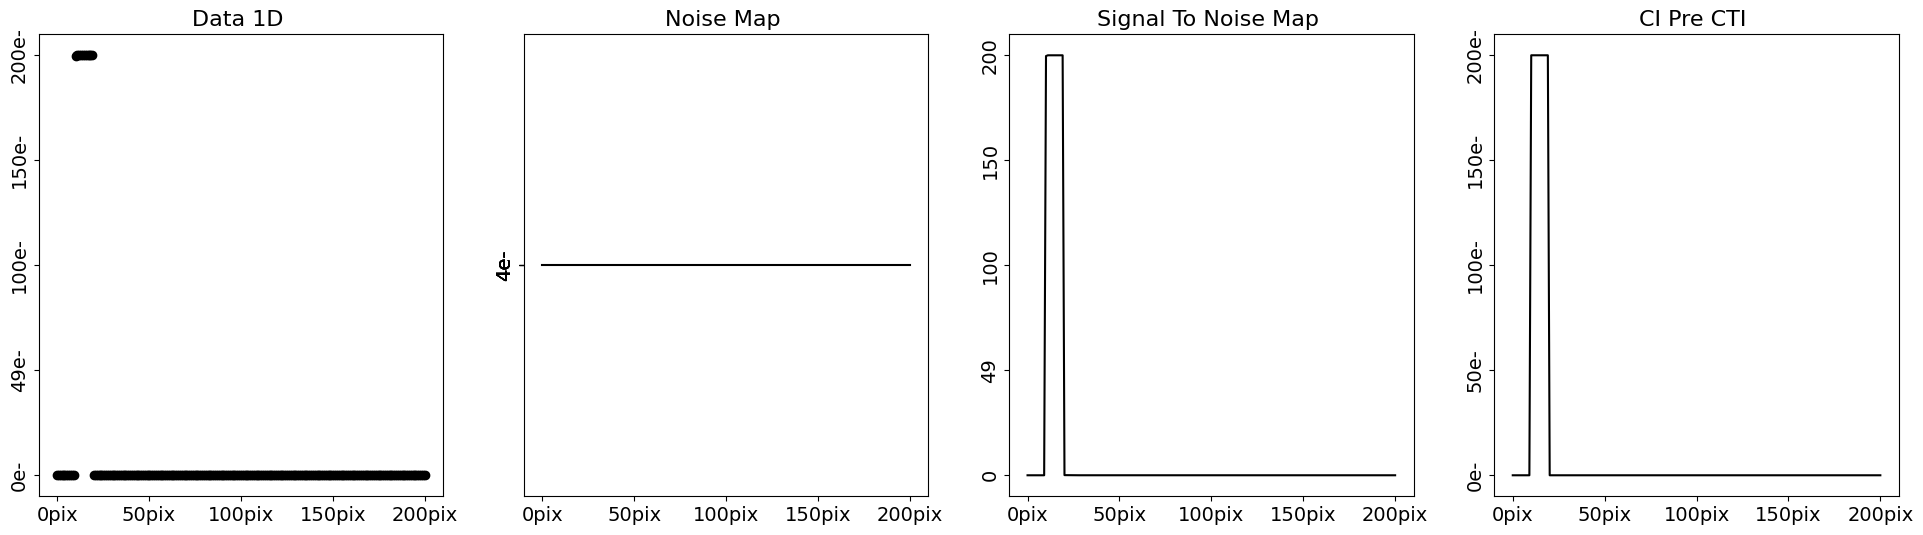 Data 1D
200e-
150e-
100e-
49e-
0e-
0pix 50pix 100pix 150pix 200pix
Noise Map
4e-
0pix 50pix 100pix 150pix 200pix
Signal To Noise Map
200
150
100
49
0
0pix 50pix 100pix 150pix 200pix
CI Pre CTI
200e-
150e-
100e-
50e-
0e-
0pix 50pix 100pix 150pix 200pix